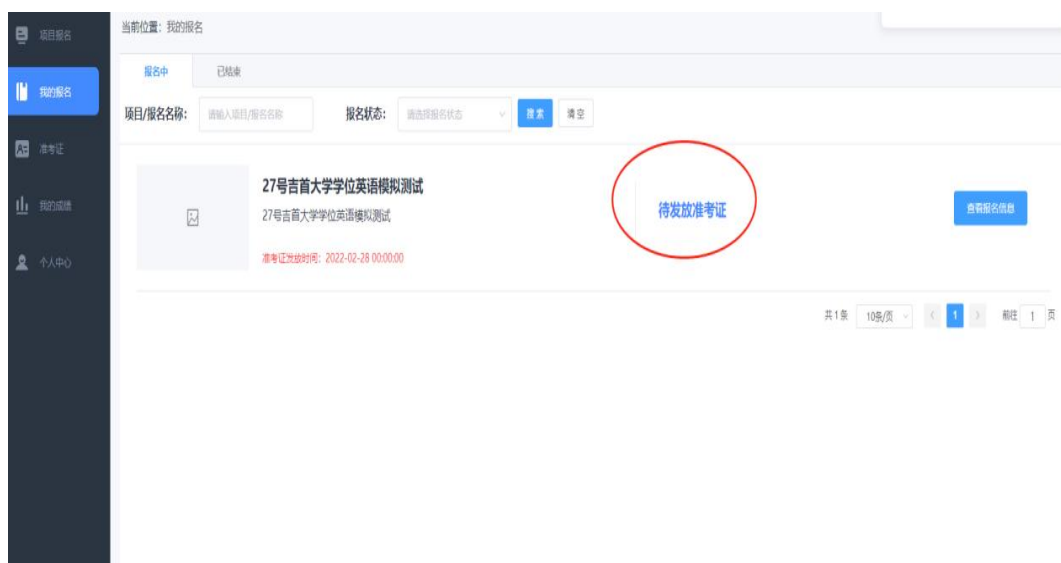 项目报名
我的报名
准考证
我的成绩
个人中心
当前位置：我的报名
报名中 已结束
项目/报名名称： 请输入项目/报名名称 报名状态： 请选择报名状态 搜索 清空
27号吉首大学学位英语模拟测试
27号吉首大学学位英语模拟测试
准考证发放时间：2022-02-28 00:00:00
待发放准考证
查看报名信息
共1条 10条/页 1 前往 1 页